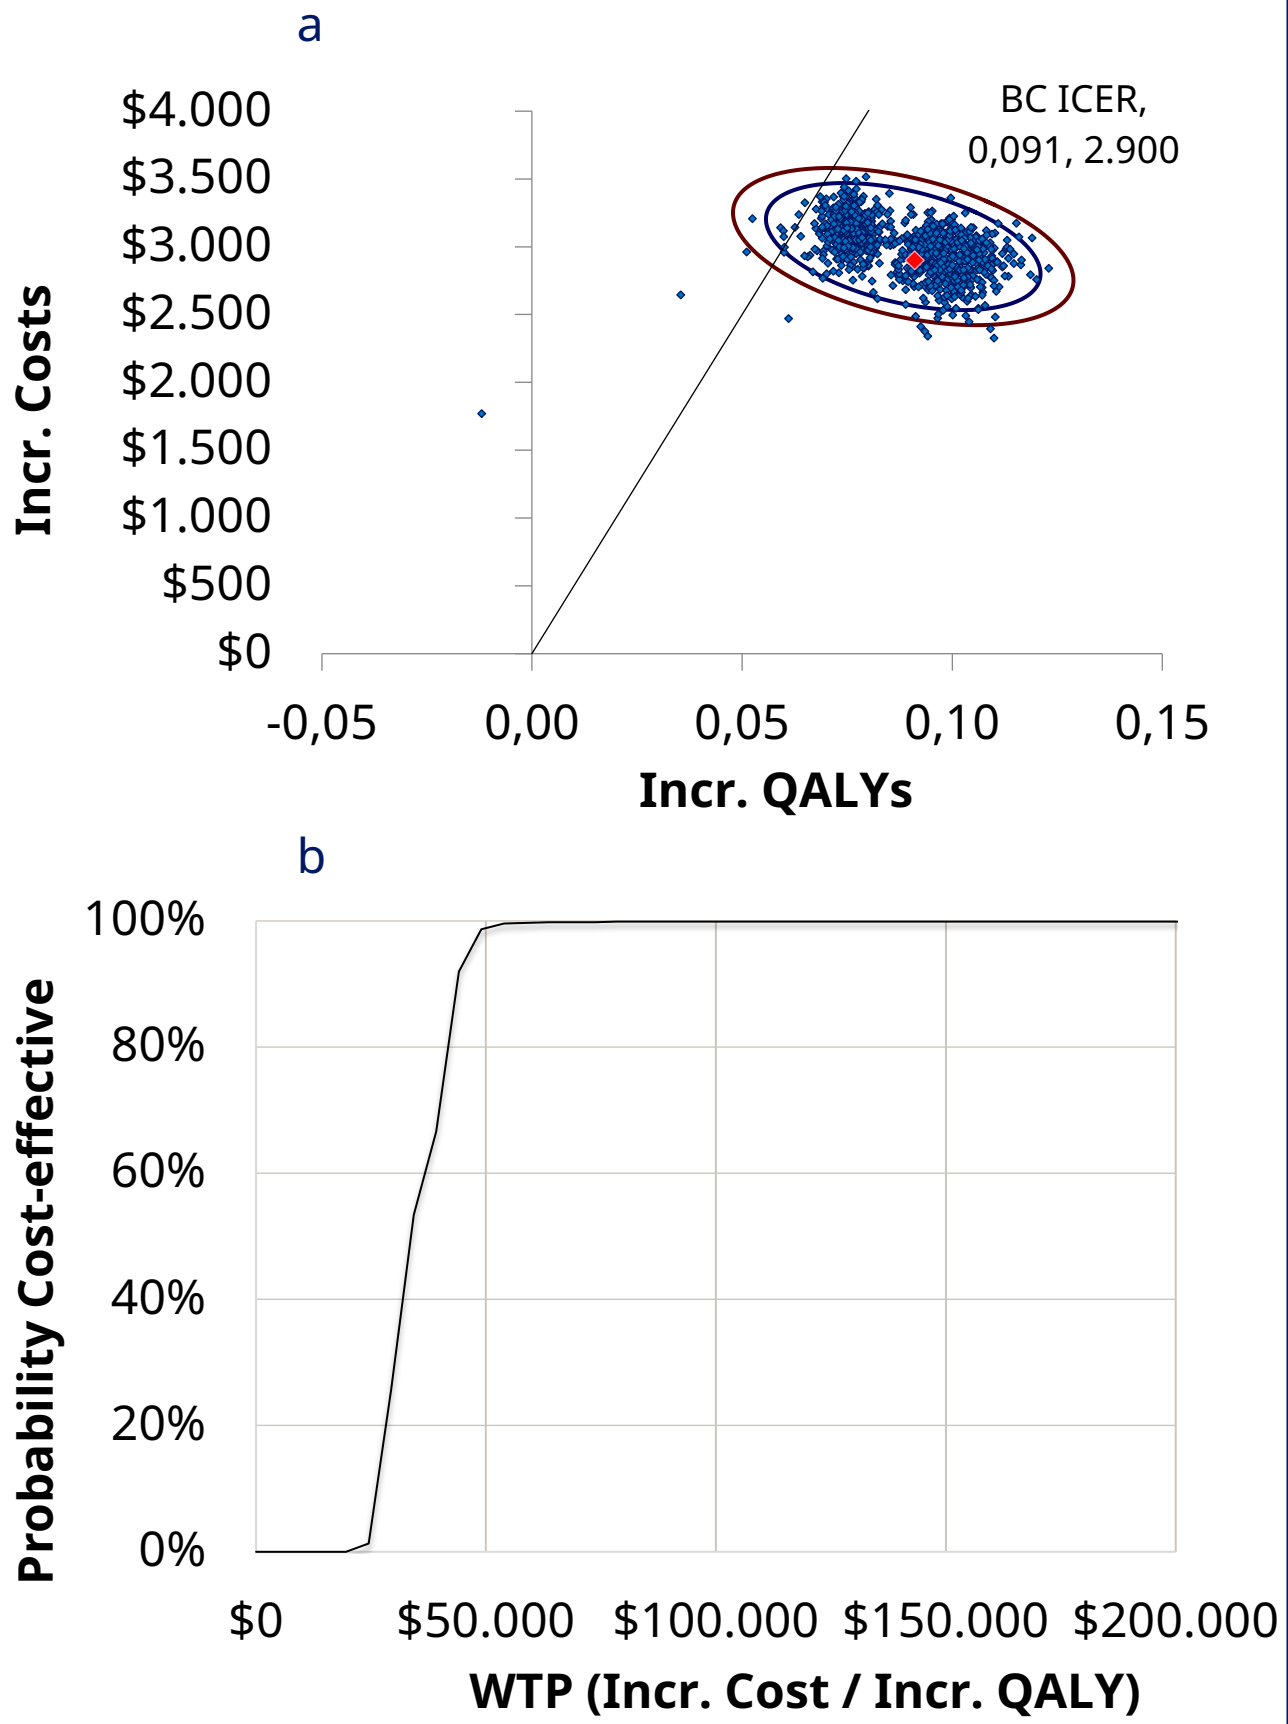 a
BC ICER,
0,091, 2.900
$4.000
$3.500
$3.000
$2.500
$2.000
$1.500
$1.000
$500
$0
Incr. Costs
-0,05 0,00 0,05 0,10 0,15
Incr. QALYs
b
100%
80%
60%
40%
20%
0%
Probability Cost-effective
$0 $50.000 $100.000 $150.000 $200.000
WTP (Incr. Cost / Incr. QALY)